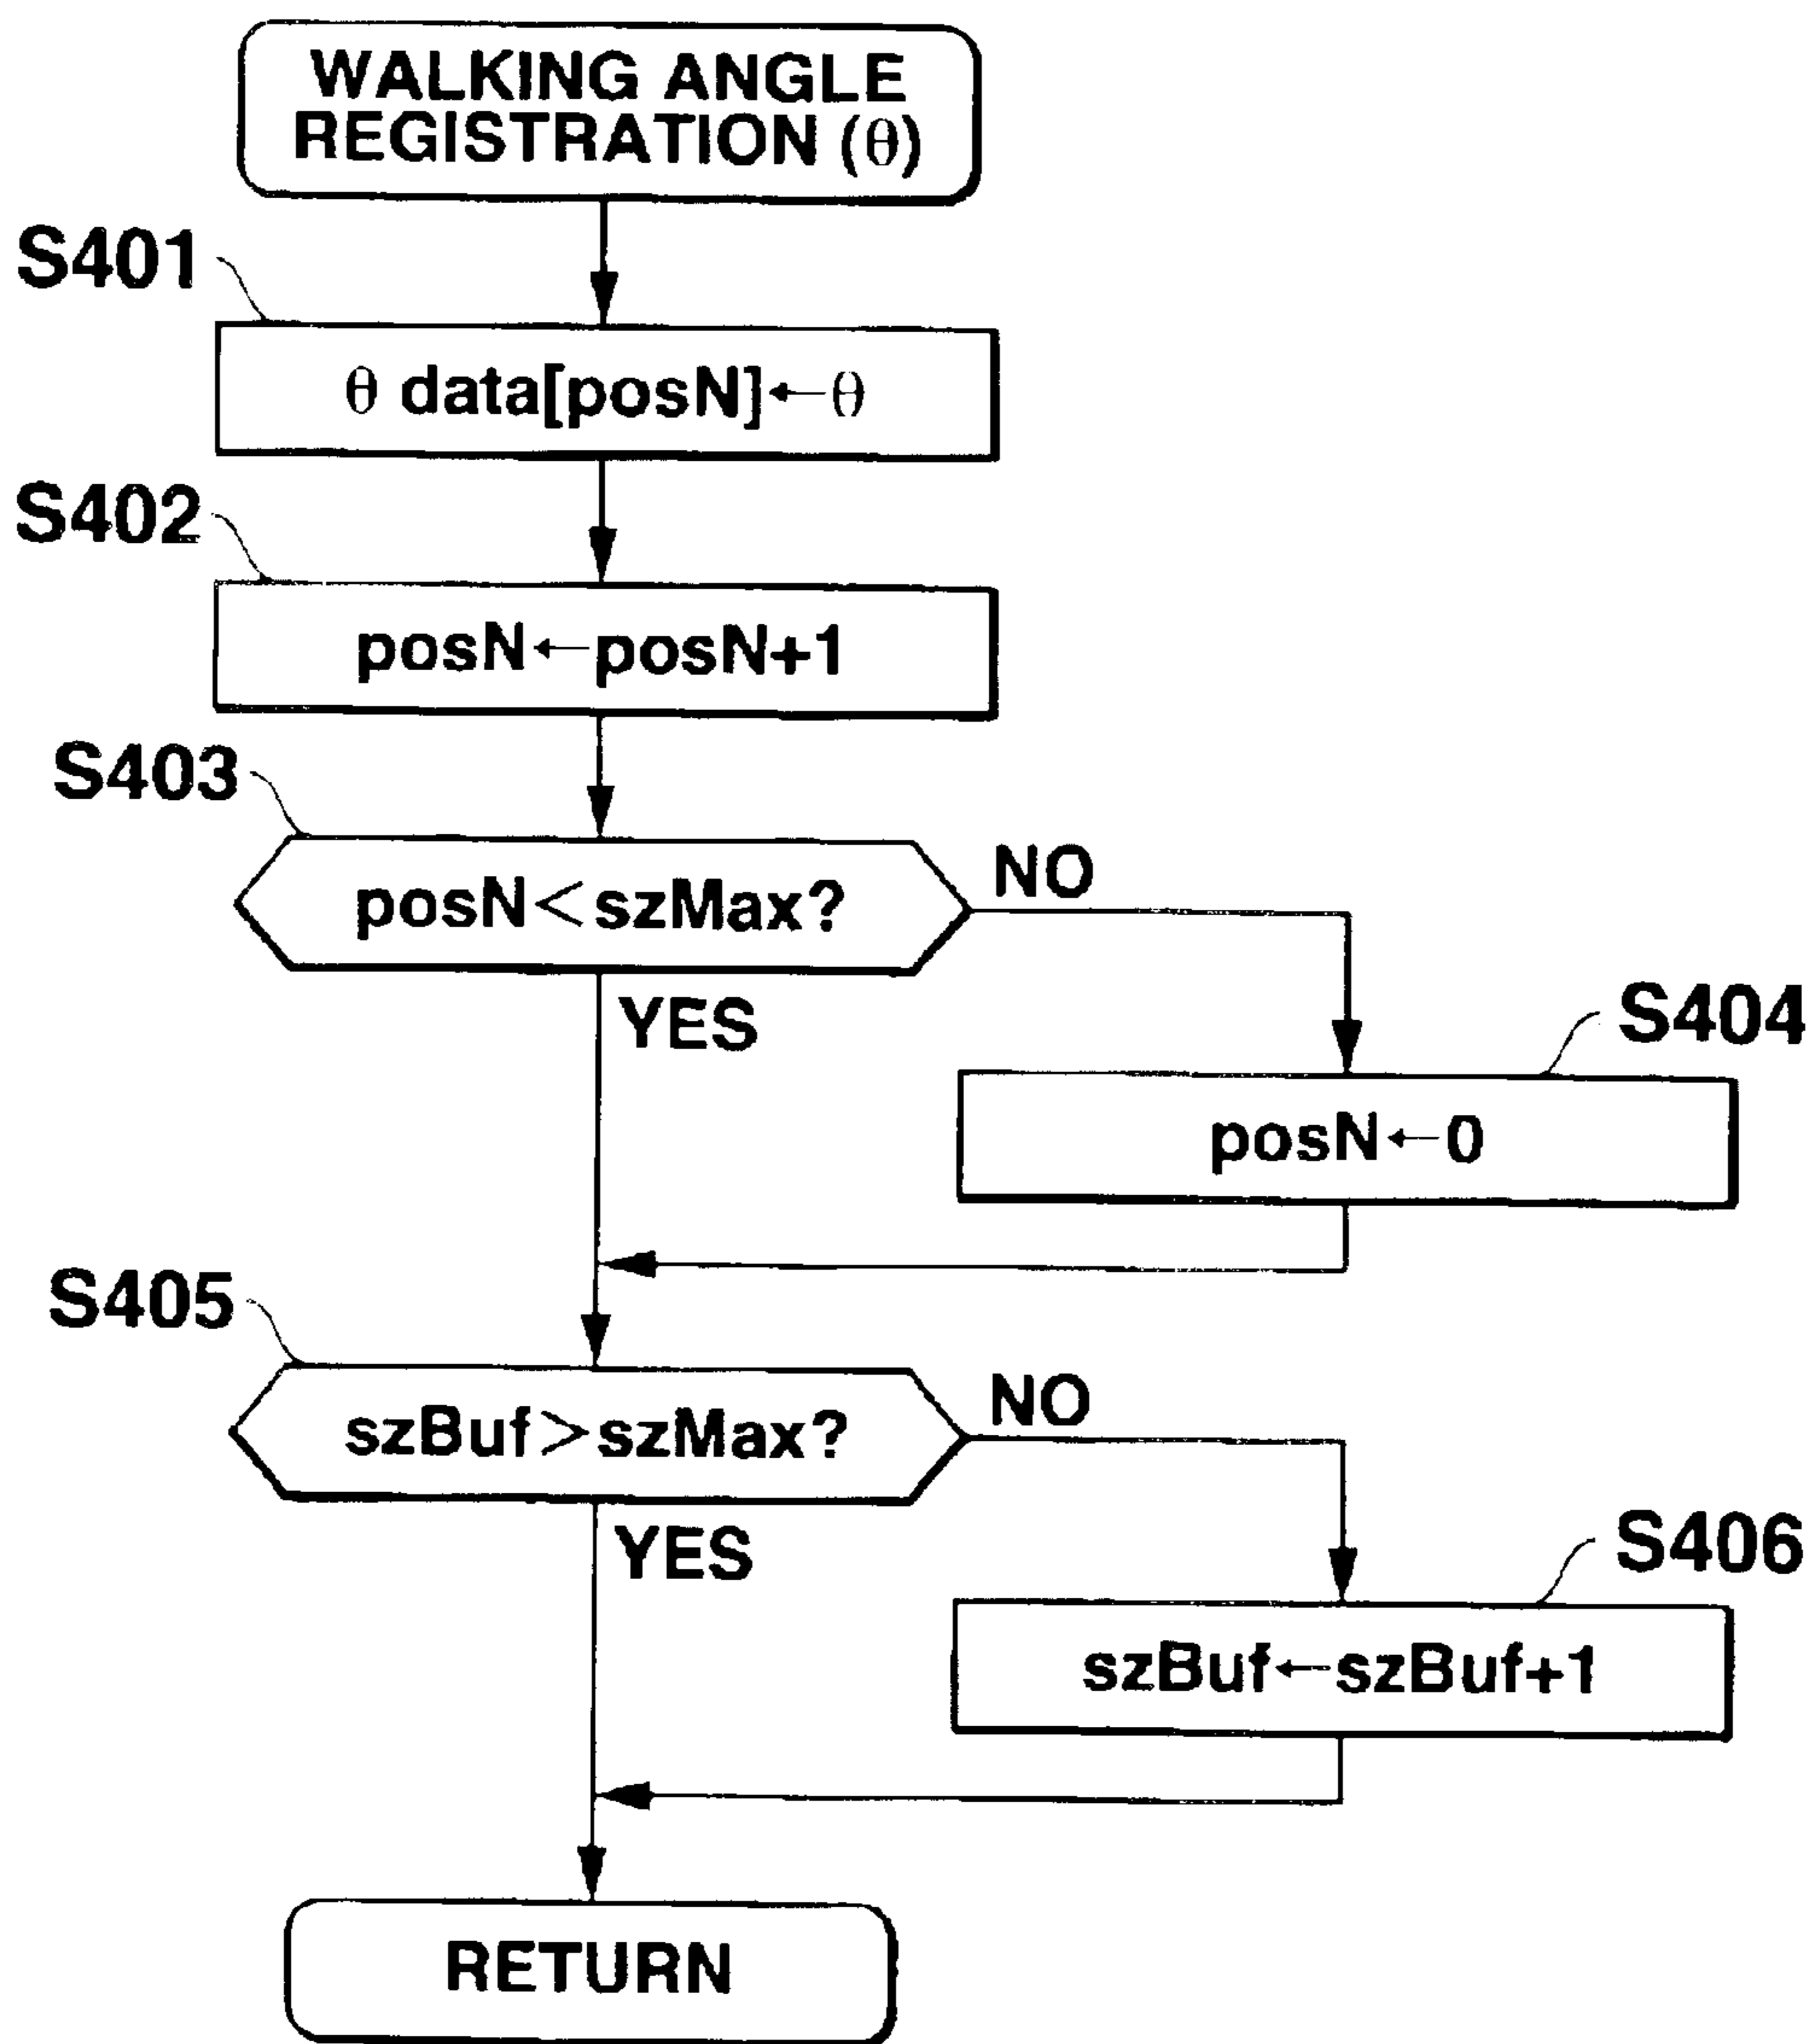 WALKING ANGLE
REGISTRATION (θ)
S401
θ data[posN]←θ
S402
posN←posN+1
S403
posN<szMax?
NO
YES
S404
posN←0
S405
szBuf>szMax?
NO
YES
S406
szBuf←szBuf+1
RETURN